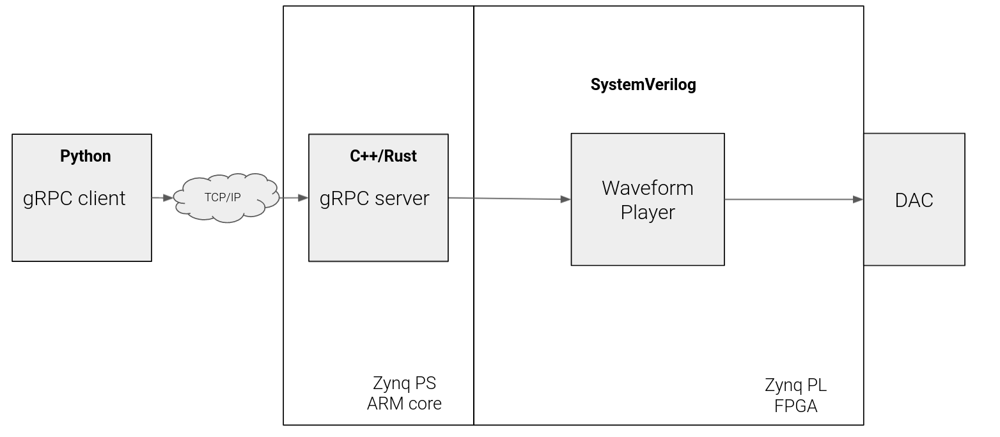 SystemVerilog
Python
gRPC client
TCP/IP
C++/Rust
gRPC server
Waveform
Player
DAC
Zynq PS
ARM core
Zynq PL
FPGA